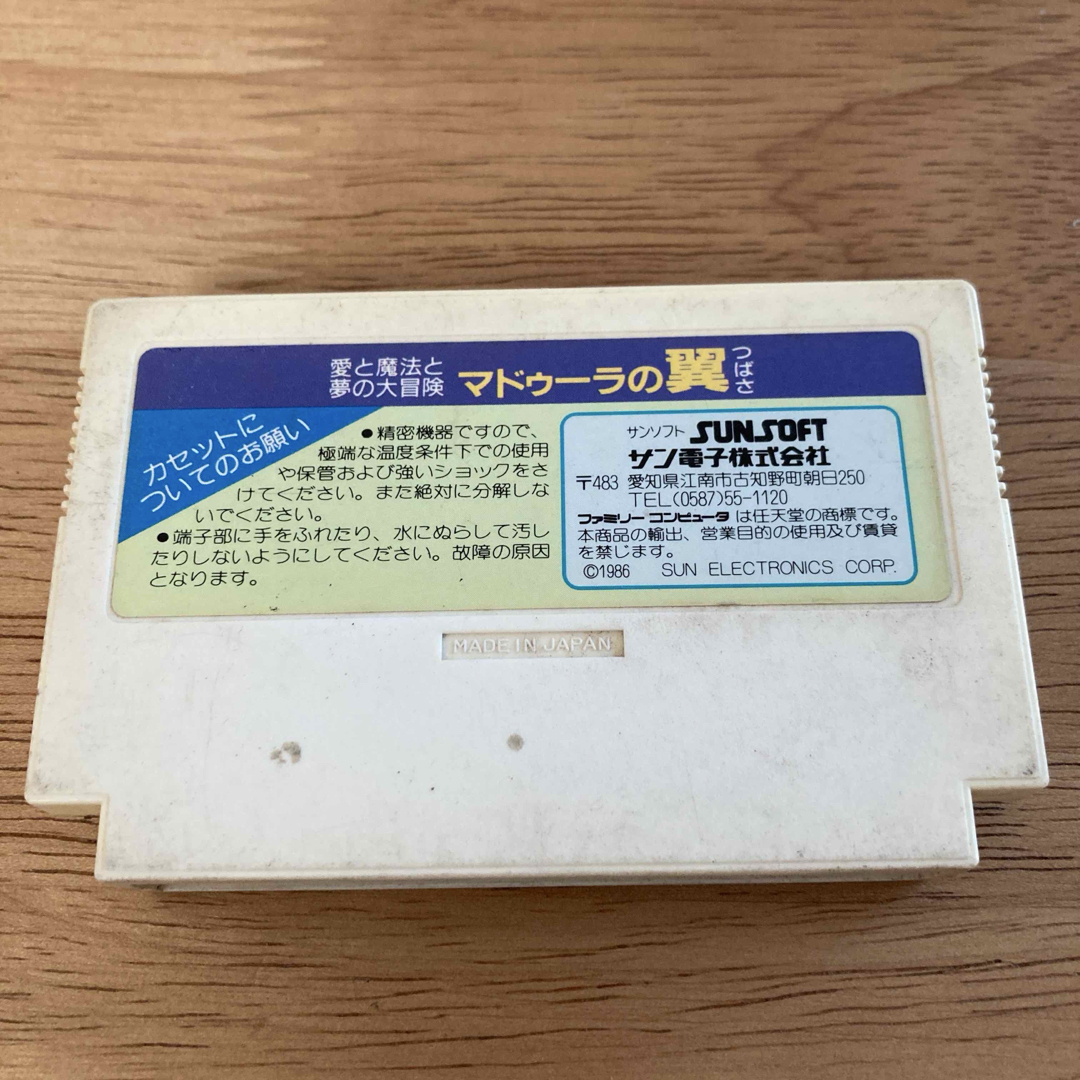 愛と魔法と
夢の大冒険
マドゥーラの翼
つばさ
カセットに
ついてのお願い
●精密機器ですので、
極端な温度条件下での使用
や保管および強いショックをさ
けてください。また絶対に分解しな
いでください。
●端子部に手をふれたり、水にぬらして汚し
たりしないようにしてください。故障の原因
となります。
サンソフト SUNSOFT
サン電子株式会社
〒483 愛知県江南市古知野町朝日250
TEL(0587)55-1120
ファミリーコンピュータは任天堂の商標です。
本商品の輸出、営業目的の使用及び賃貸
を禁じます。
©1986 SUN ELECTRONICS CORP.
MADE IN JAPAN